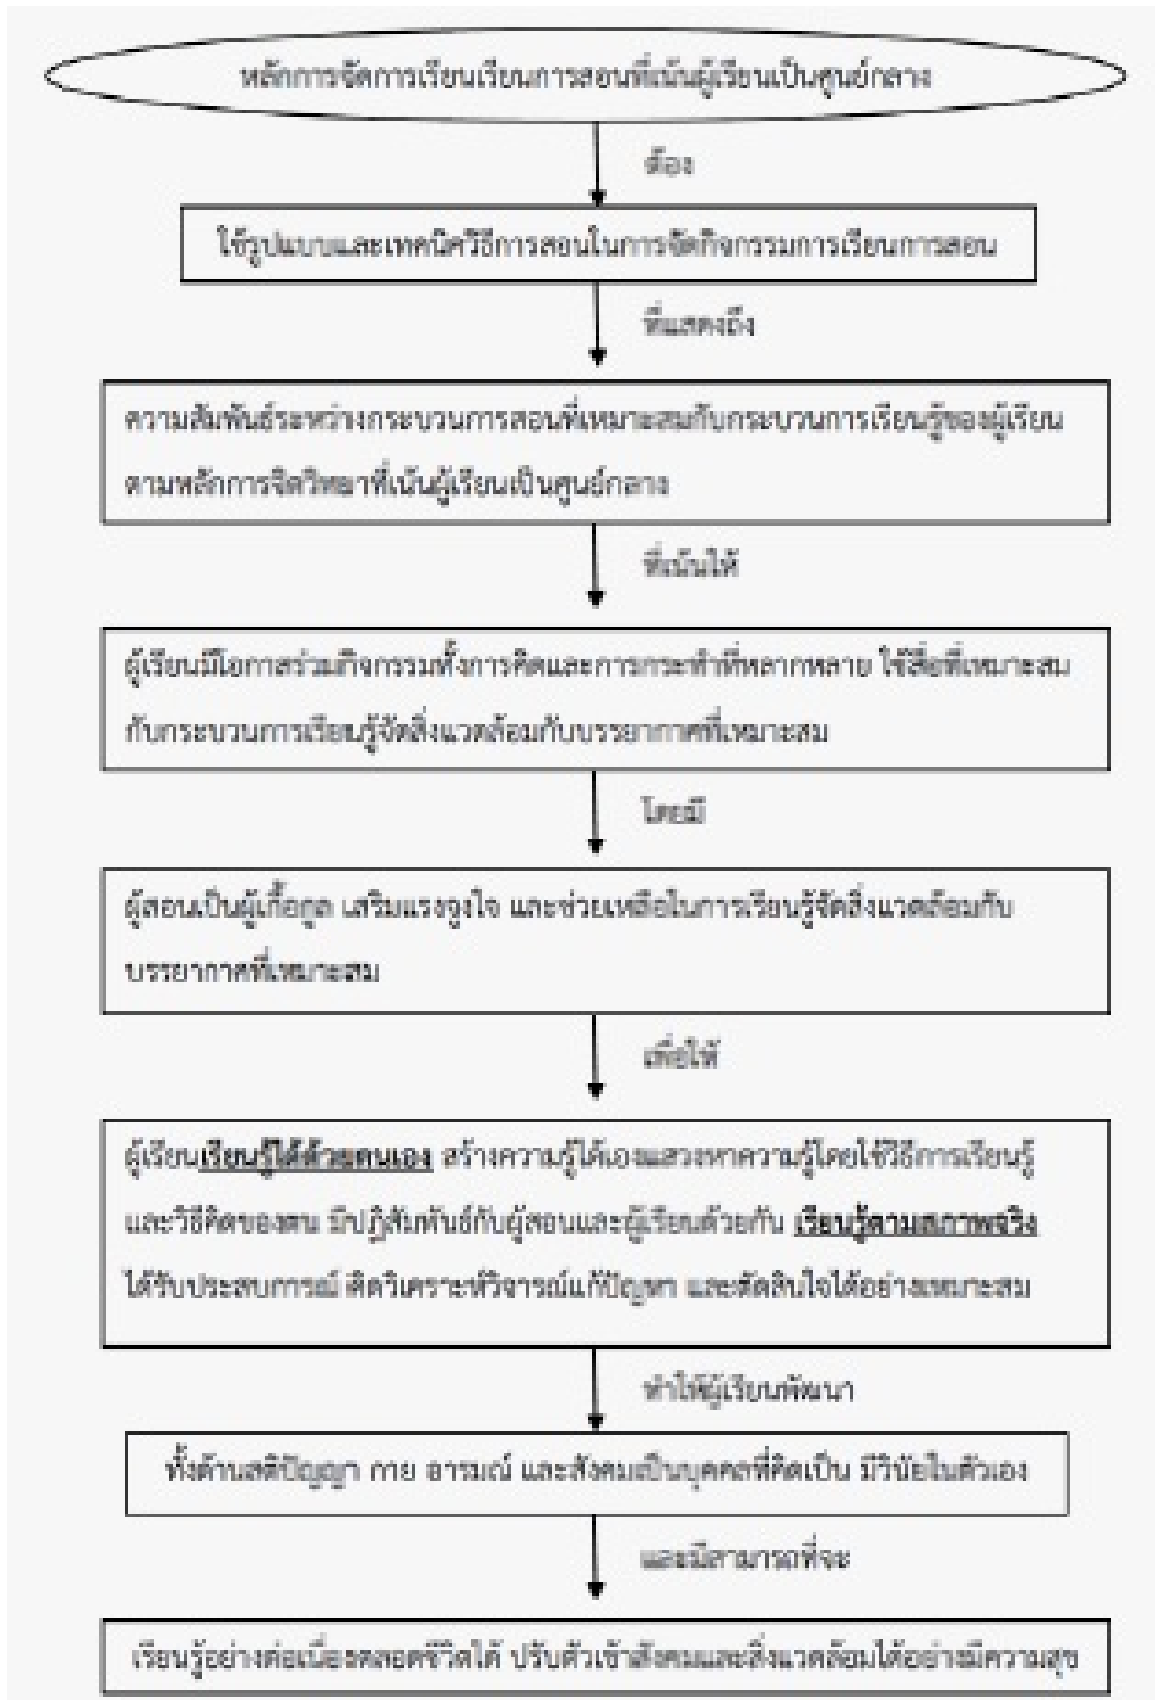 หลักการจัดการเรียนเรียนการสอนที่เน้นผู้เรียนเป็นศูนย์กลาง
ต้อง
ใช้รูปแบบและเทคนิควิธีการสอนในการจัดกิจกรรมการเรียนการสอน
ที่แสดงถึง
ความสัมพันธ์ระหว่างกระบวนการสอนที่เหมาะสมกับกระบวนการเรียนรู้ของผู้เรียน
ตามหลักการจิตวิทยาที่เน้นผู้เรียนเป็นศูนย์กลาง
ที่เน้นให้
ผู้เรียนมีโอกาสร่วมกิจกรรมทั้งการคิดและการกระทำที่หลากหลาย ใช้สื่อที่เหมาะสม
กับกระบวนการเรียนรู้จัดสิ่งแวดล้อมกับบรรยากาศที่เหมาะสม
โดยมี
ผู้สอนเป็นผู้เกื้อกูล เสริมแรงจูงใจ และช่วยเหลือในการเรียนรู้จัดสิ่งแวดล้อมกับ
บรรยากาศที่เหมาะสม
เพื่อให้
ผู้เรียนเรียนรู้ได้ด้วยตนเอง สร้างความรู้ได้เองแสวงหาความรู้โดยใช้วิธีการเรียนรู้
และวิธีคิดของตน มีปฏิสัมพันธ์กับผู้สอนและผู้เรียนด้วยกัน เรียนรู้ตามสภาพจริง
ได้รับประสบการณ์ คิดวิเคราะห์วิจารณ์แก้ปัญหา และตัดสินใจได้อย่างเหมาะสม
ทำให้ผู้เรียนพัฒนา
ทั้งด้านสติปัญญา กาย อารมณ์ และสังคมเป็นบุคคลที่คิดเป็น มีวินัยในตัวเอง
และมีสามารถที่จะ
เรียนรู้อย่างต่อเนื่องตลอดชีวิตได้ ปรับตัวเข้าสังคมและสิ่งแวดล้อมได้อย่างมีความสุข